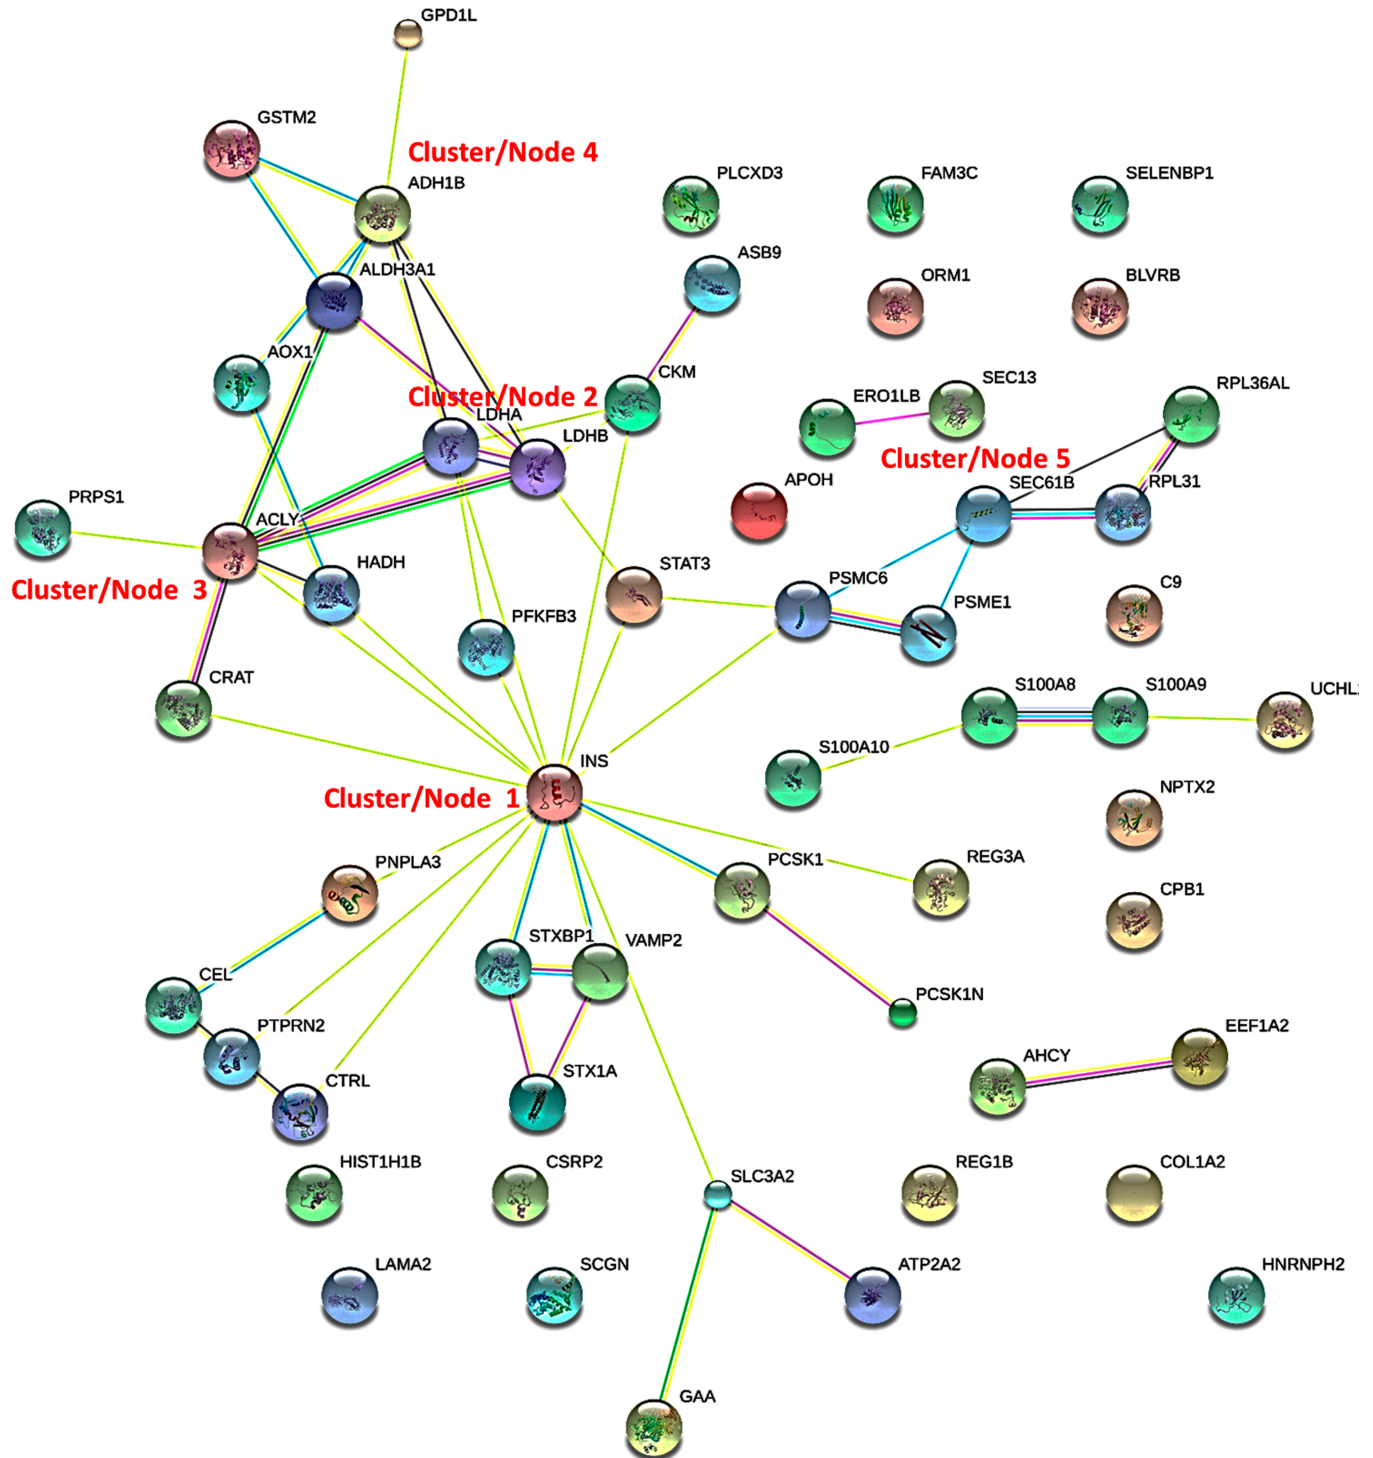 GPD1L
GSTM2
Cluster/Node 4
ADH1B
PLCXD3
FAM3C
SELENBP1
ASB9
ALDH3A1
ORM1
BLVRB
AOX1
CKM
SEC13
RPL36AL
ERO1LB
Cluster/Node 2
LDHA
LDHB
Cluster/Node 5
APOH
SEC61B
RPL31
PRPS1
ACLY
HADH
STAT3
PSMC6
C9
Cluster/Node 3
PSME1
PFKFB3
CRAT
S100A8
S100A9
UCHL
S100A10
INS
Cluster/Node 1
NPTX2
PNPLA3
PCSK1
REG3A
CPB1
STXBP1
VAMP2
CEL
PCSK1N
PTPRN2
EEF1A2
AHCY
STX1A
CTRL
HIST1H1B
CSRP2
REG1B
COL1A2
SLC3A2
LAMA2
SCGN
ATP2A2
HNRNPH2
GAA